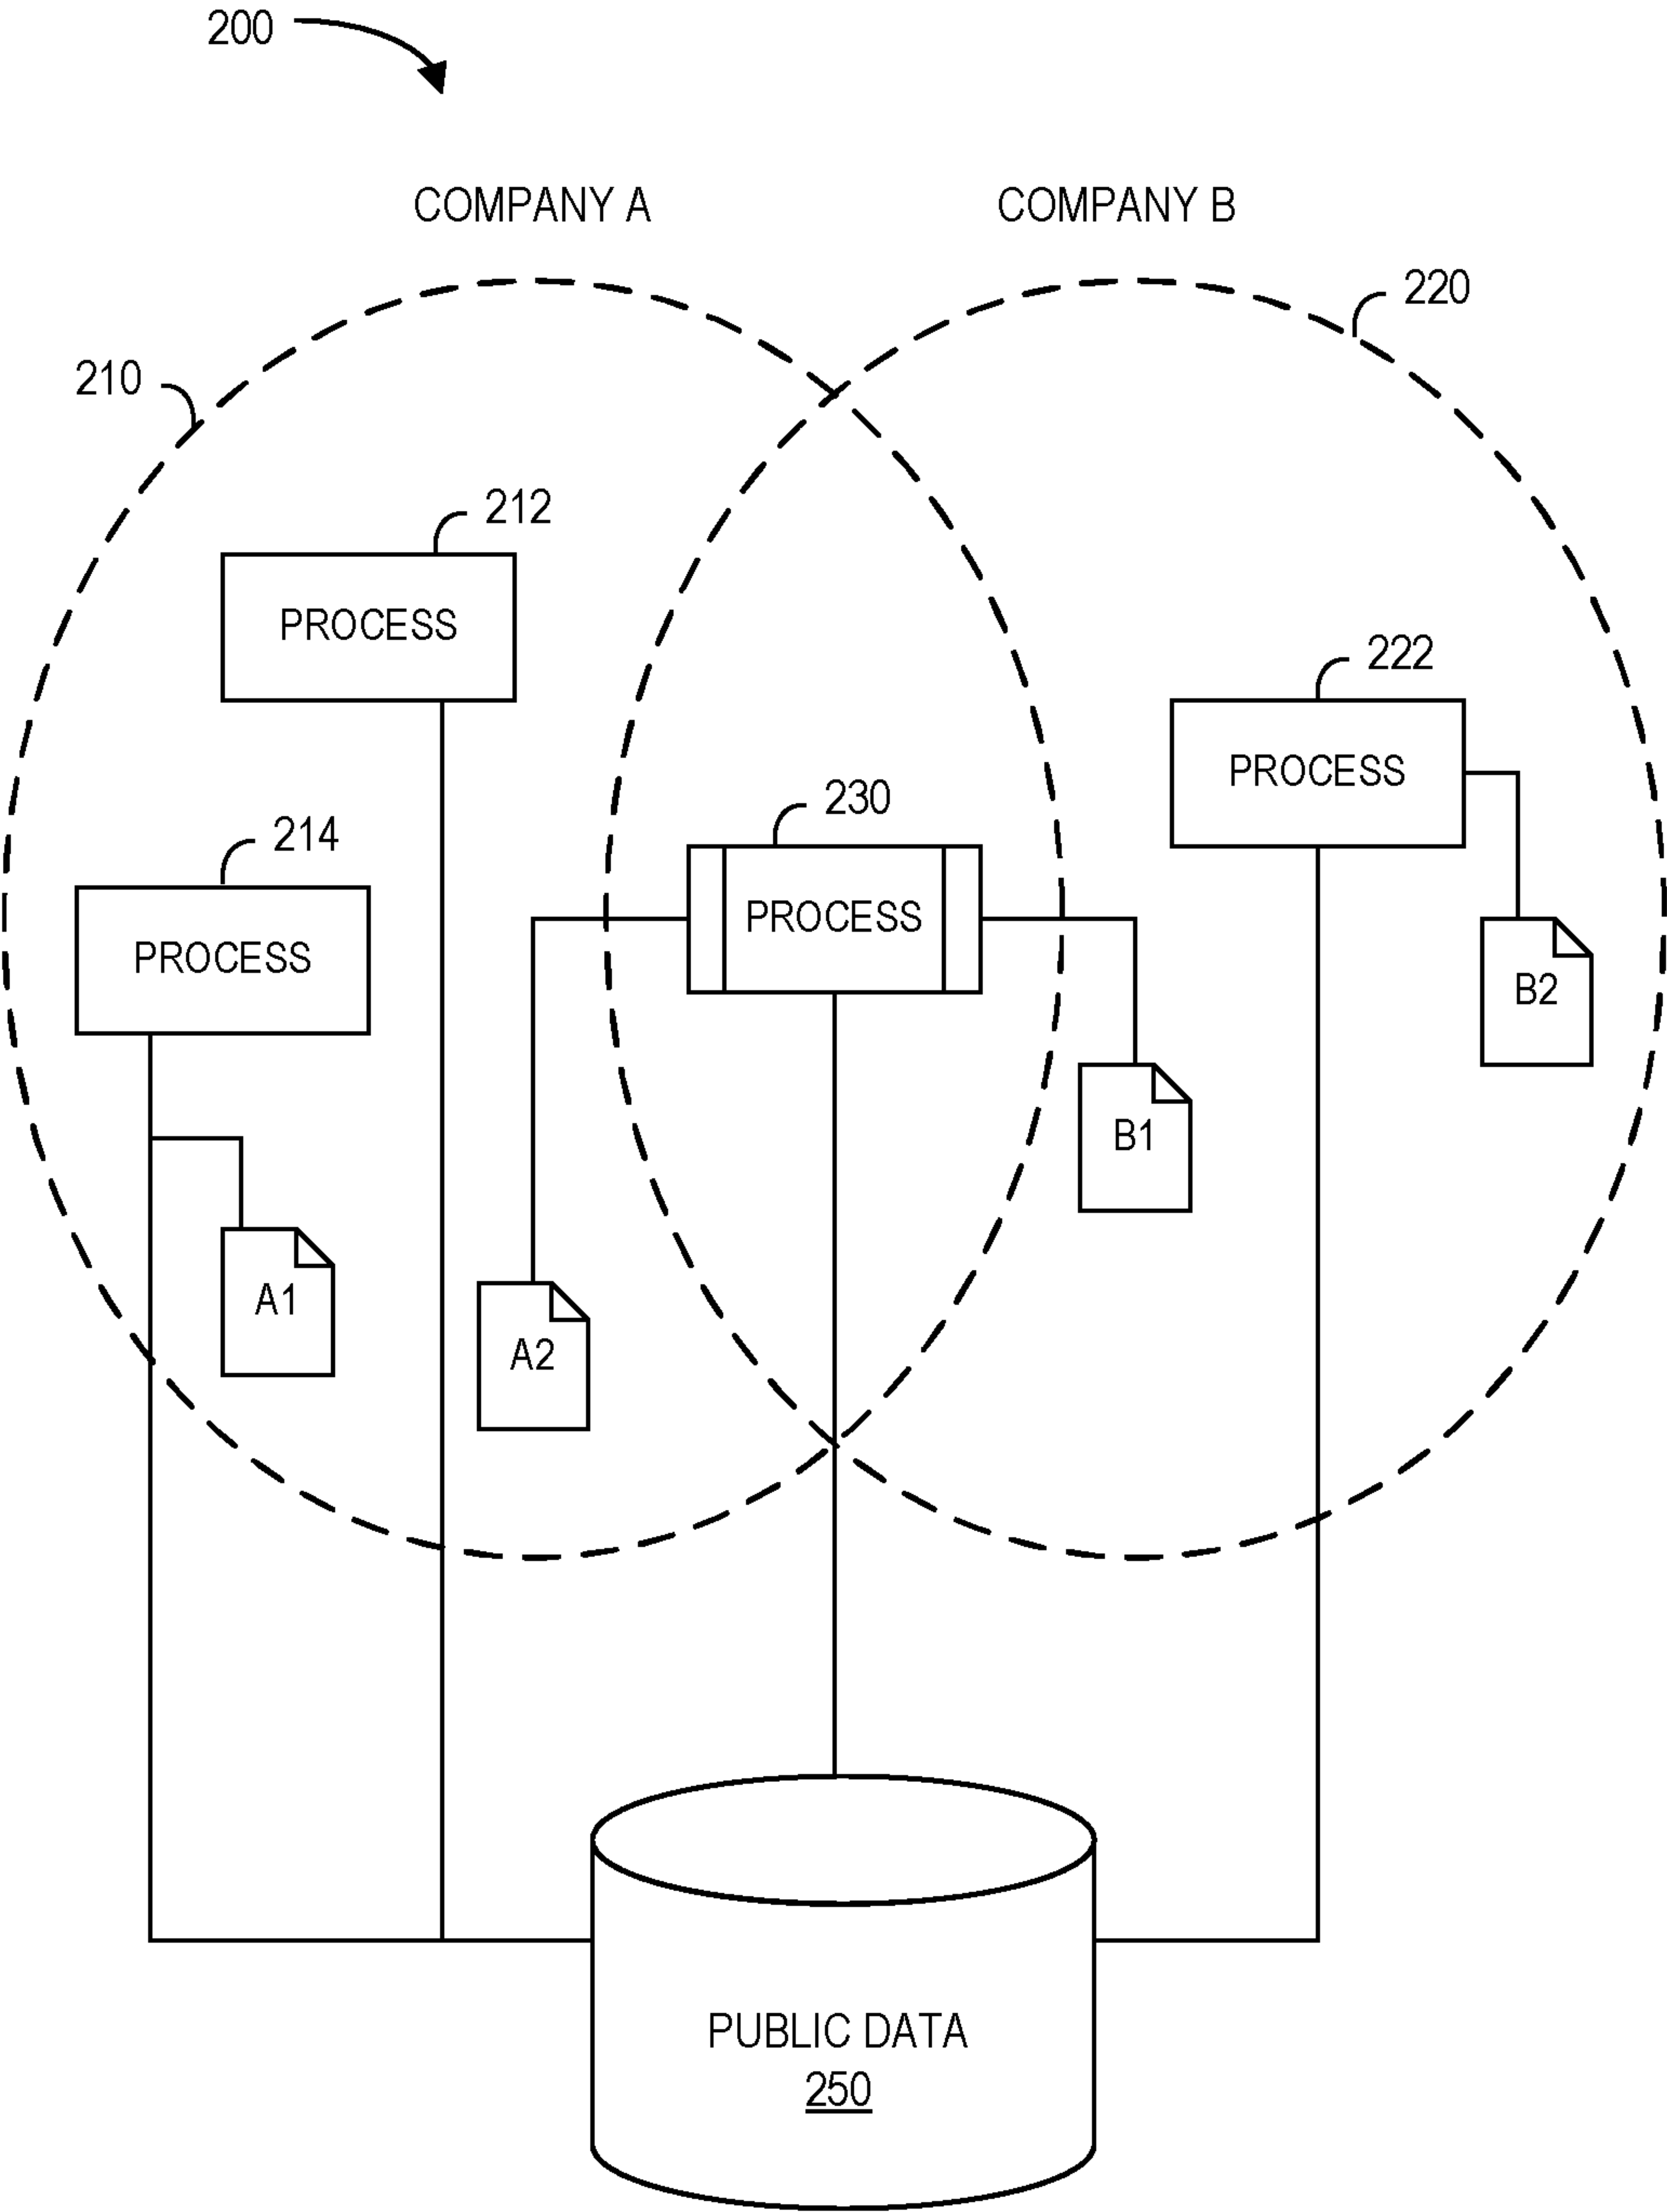 200
COMPANY A
COMPANY B
220
210
212
PROCESS
222
PROCESS
230
214
PROCESS
PROCESS
B2
B1
A1
A2
PUBLIC DATA
250